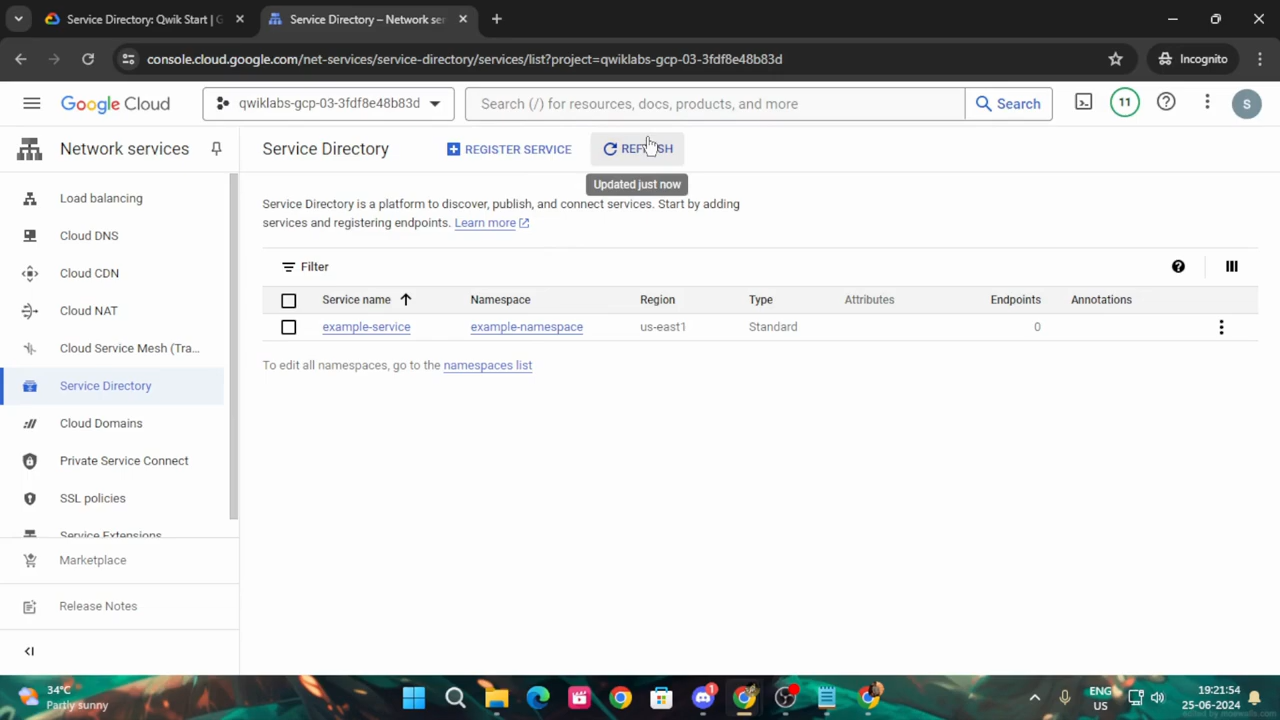 Service Directory: Qwik Start | G
Service Directory – Network ser
console.cloud.google.com/net-services/service-directory/services/list?project=qwiklabs-gcp-03-3fdf8e48b83d
Incognito
Google Cloud
qwiklabs-gcp-03-3fdf8e48b83d
Search (/) for resources, docs, products, and more
Search
11
S
Network services
Service Directory
REGISTER SERVICE
REFRESH
Updated just now
Load balancing
Cloud DNS
Cloud CDN
Cloud NAT
Cloud Service Mesh (Tra...
Service Directory
Cloud Domains
Private Service Connect
SSL policies
Service Extensions
Marketplace
Release Notes
Service Directory is a platform to discover, publish, and connect services. Start by adding
services and registering endpoints. Learn more
Filter
Service name Namespace Region Type Attributes Endpoints Annotations
example-service example-namespace us-east1 Standard 0
To edit all namespaces, go to the namespaces list
34°C
Partly sunny
1
ENG
US
19:21:54
25-06-2024